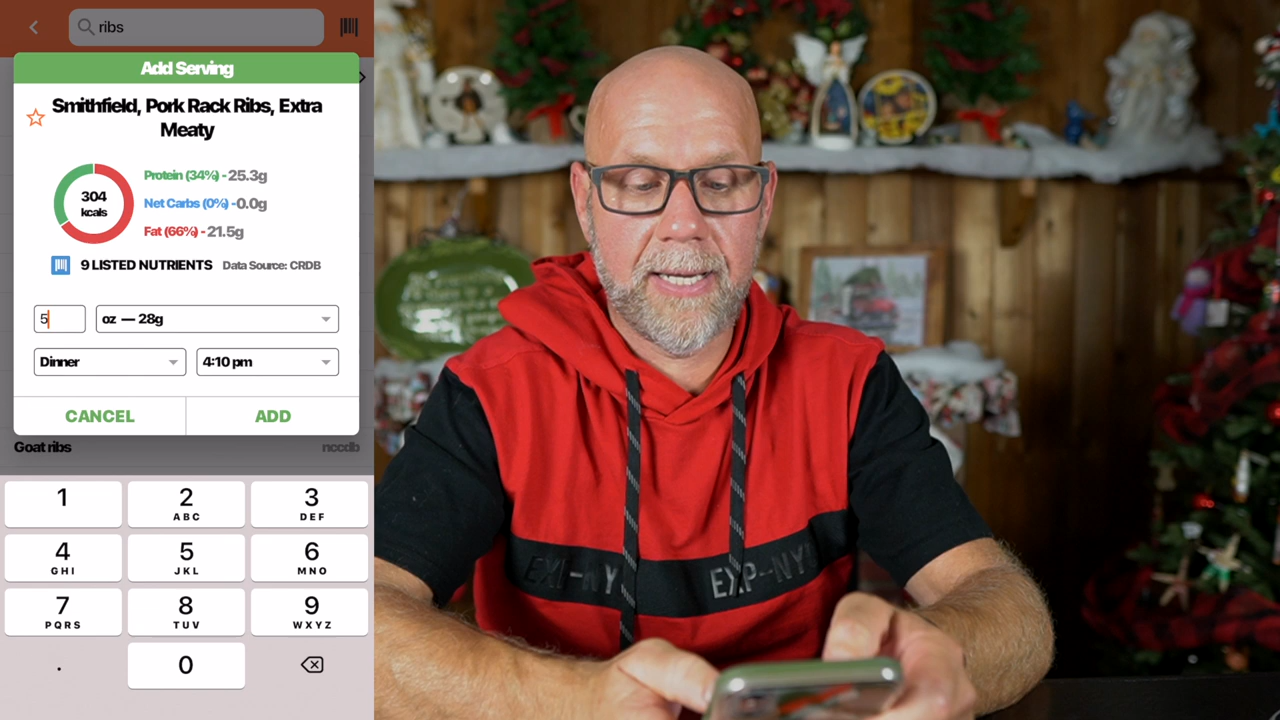 ribs
Add Serving
Smithfield, Pork Rack Ribs, Extra
Meaty
304
kcals
Protein (34%) - 25.3g
Net Carbs (0%) - 0.0g
Fat (66%) - 21.5g
9 LISTED NUTRIENTS Data Source: CRDB
5 oz — 28g
Dinner 4:10 pm
CANCEL ADD
Goat ribs nccdb
1 2 3
ABC DEF
4 5 6
GHI JKL MNO
7 8 9
PQRS TUV WXYZ
. 0
EXP-NY